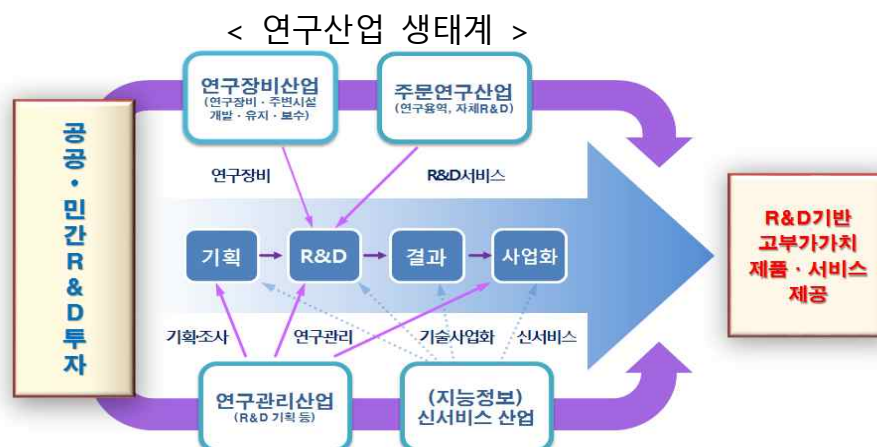 < 연구산업 생태계 >
연구장비산업
(연구장비 · 주변시설
개발 · 유지 · 보수)
주문연구산업
(연구용역, 자체R&D)
공공 · 민간R&D투자
연구장비
R&D서비스
기획
R&D
결과
사업화
R&D기반
고부가가치
제품 · 서비스
제공
기획조사
연구관리
기술사업화
신서비스
연구관리산업
(R&D 기획 등)
(지능정보)
신서비스 산업